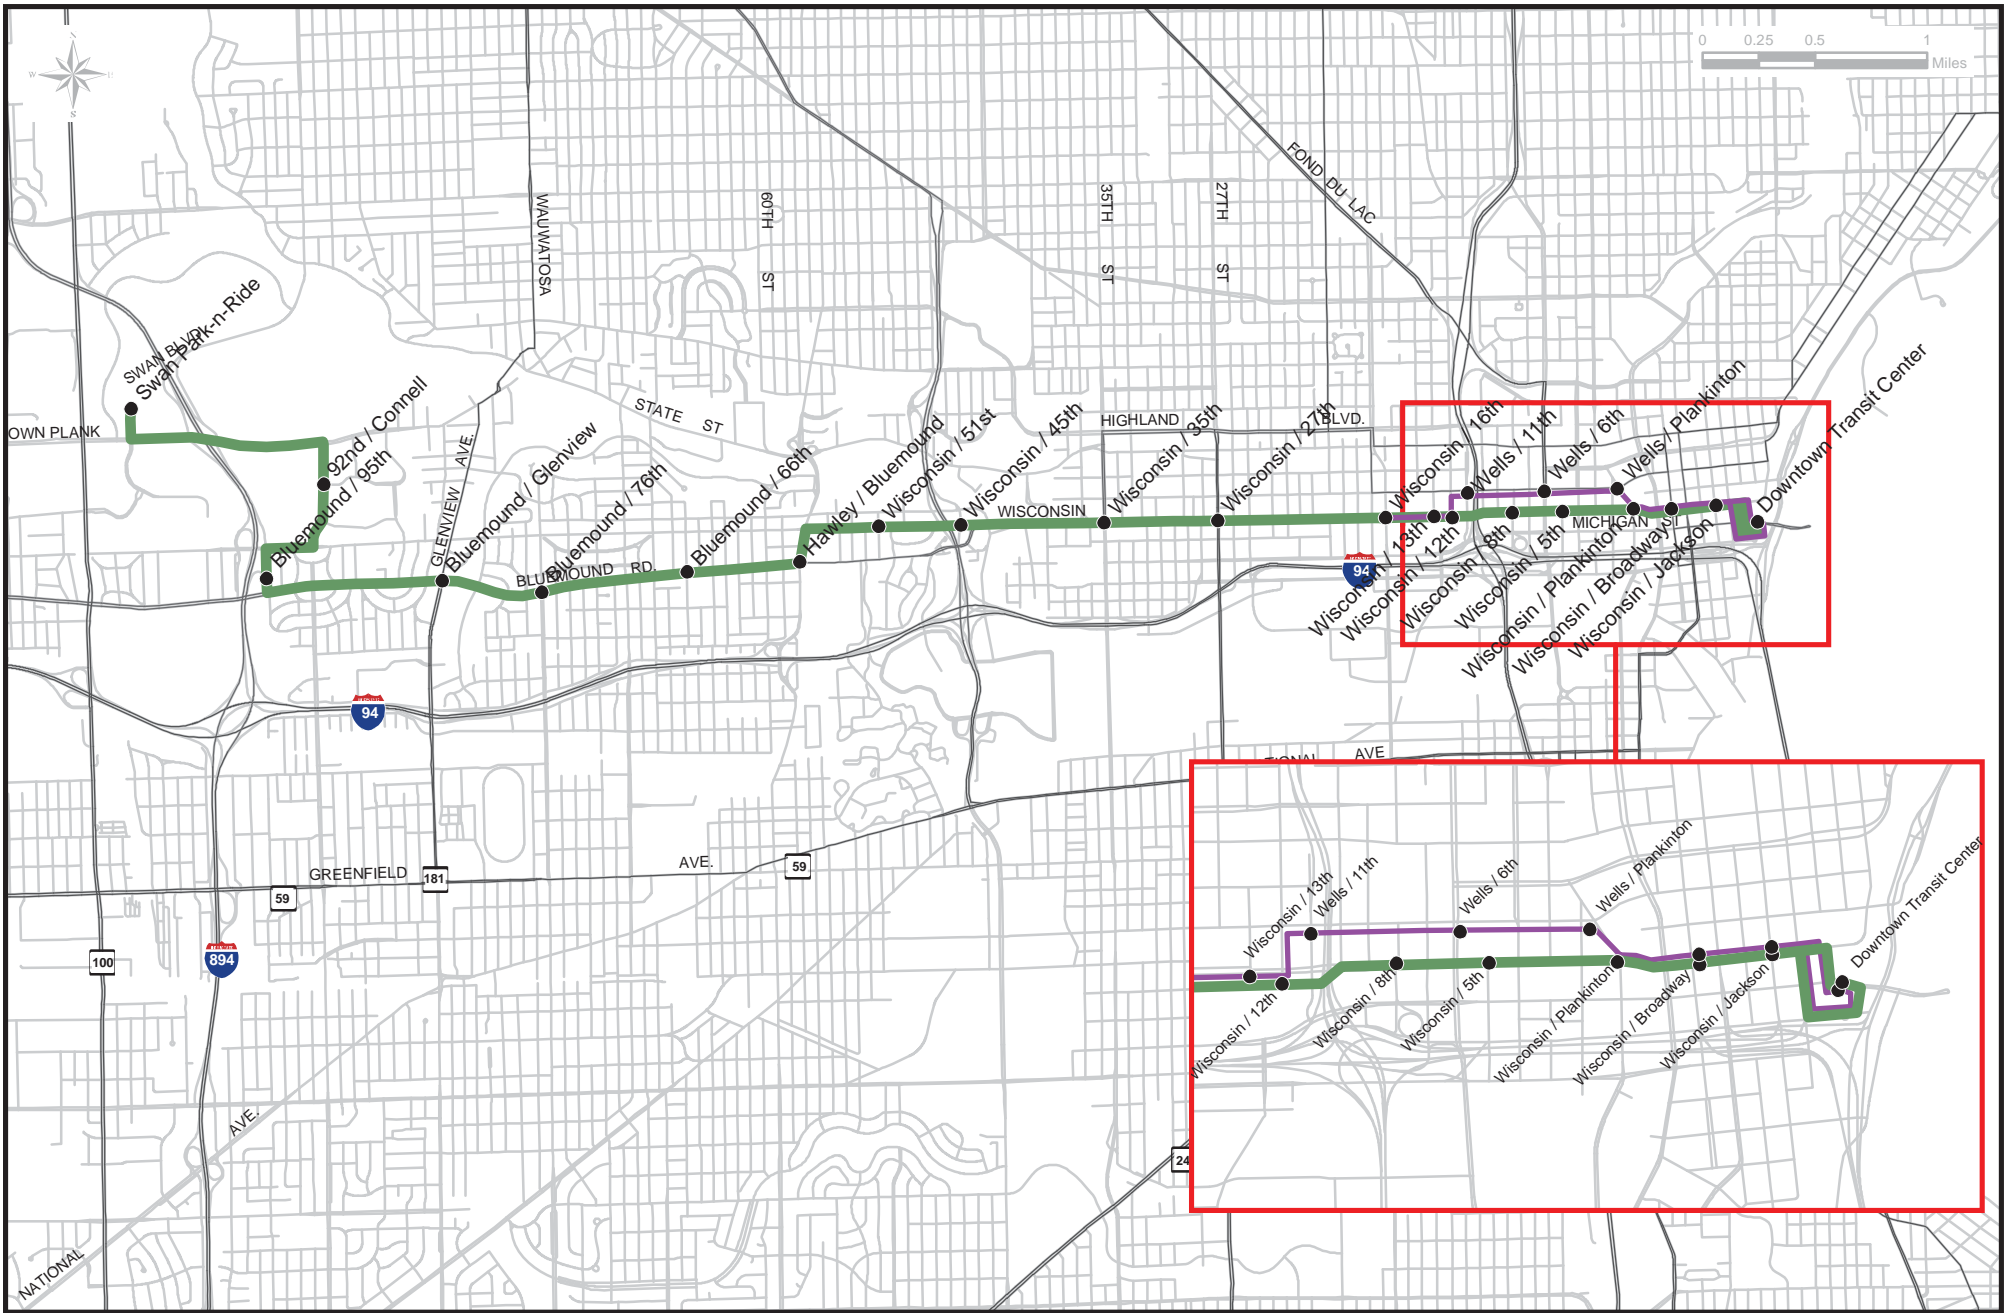 N
W
S
0 0.25 0.5 1
Miles
FOND DU LAC
WAUWATOSA
60TH ST
35TH ST
27TH ST
SWAN BLVD
Swan Park-n-Ride
OWN PLANK
92nd / Connell
Bluemound / 95th
GLENVIEW AVE.
Bluemound / Glenview
STATE ST
Bluemound / 76th
BLUEMOUND RD.
Bluemound / 66th
Hawley / Bluemound
Wisconsin / 51st
Wisconsin / 45th
WISCONSIN
HIGHLAND BLVD.
Wisconsin / 35th
Wisconsin / 27th
Wisconsin / 16th
Wells / 11th
Wells / 6th
Wells / Plankinton
Downtown Transit Center
MICHIGAN ST
Wisconsin / 13th
Wisconsin / 12th
Wisconsin / 8th
Wisconsin / 5th
Wisconsin / Plankinton
Wisconsin / Broadway
Wisconsin / Jackson
94
94
AVE
GREENFIELD AVE.
59
181
59
100
894
24
AVE.
NATIONAL
Wisconsin / 13th
Wells / 11th
Wells / 6th
Wells / Plankinton
Downtown Transit Center
Wisconsin / 12th
Wisconsin / 8th
Wisconsin / 5th
Wisconsin / Plankinton
Wisconsin / Broadway
Wisconsin / Jackson